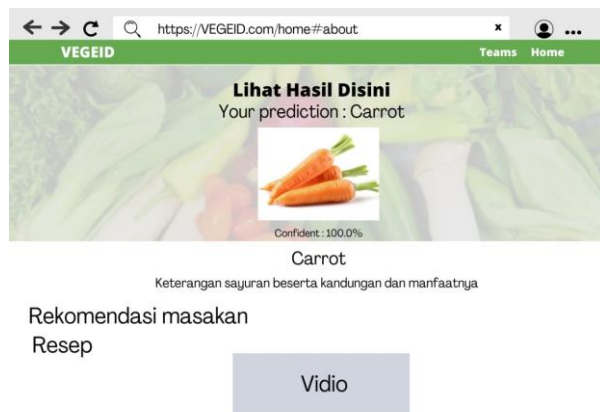 https://VEGEID.com/home#about x ...
VEGEID Teams Home
Lihat Hasil Disini
Your prediction : Carrot
Confident : 100.0%
Carrot
Keterangan sayuran beserta kandungan dan manfaatnya
Rekomendasi masakan
Resep
Vidio